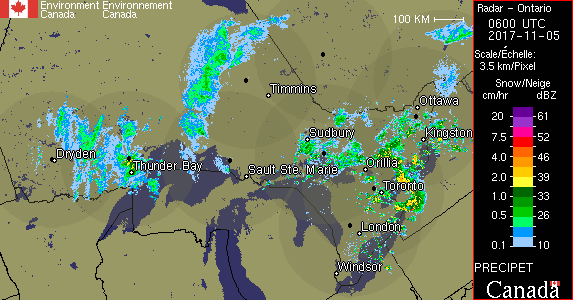 Environment Environnement
Canada Canada
Radar - Ontario
0600 UTC
2017-11-05
100 KM
Scale/Échelle:
3.5 km/Pixel
Snow/Neige
cm/hr dBZ
20 61
7.5 52
4.0 46
2.0 39
1.0 33
0.5 26
0.1 10
Timmins
Ottawa
Sudbury
Kingston
Dryden
Thunder Bay
Sault Ste. Marie
Orillia
Toronto
London
Windsor
PRECIPET
Canada